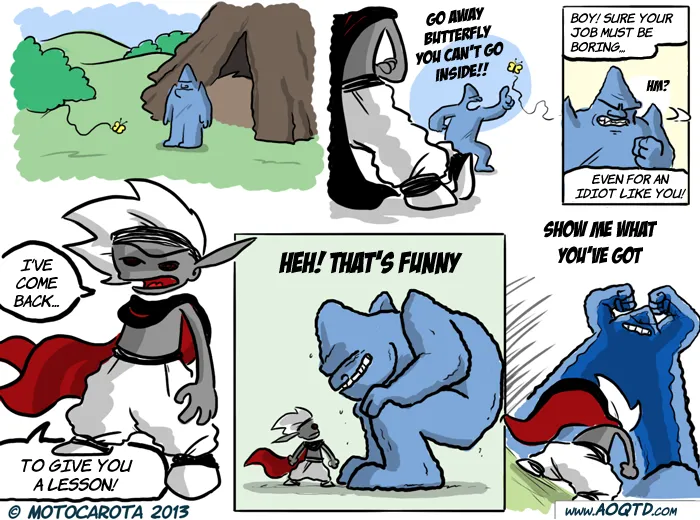 GO AWAY
BUTTERFLY
YOU CAN'T GO
INSIDE!!
BOY! SURE YOUR
JOB MUST BE
BORING...
HM?
EVEN FOR AN
IDIOT LIKE YOU!
I'VE
COME
BACK...
TO GIVE YOU
A LESSON!
HEH! THAT'S FUNNY
SHOW ME WHAT
YOU'VE GOT
© MOTOCAROTA 2013
WWW.AOQTD.COM